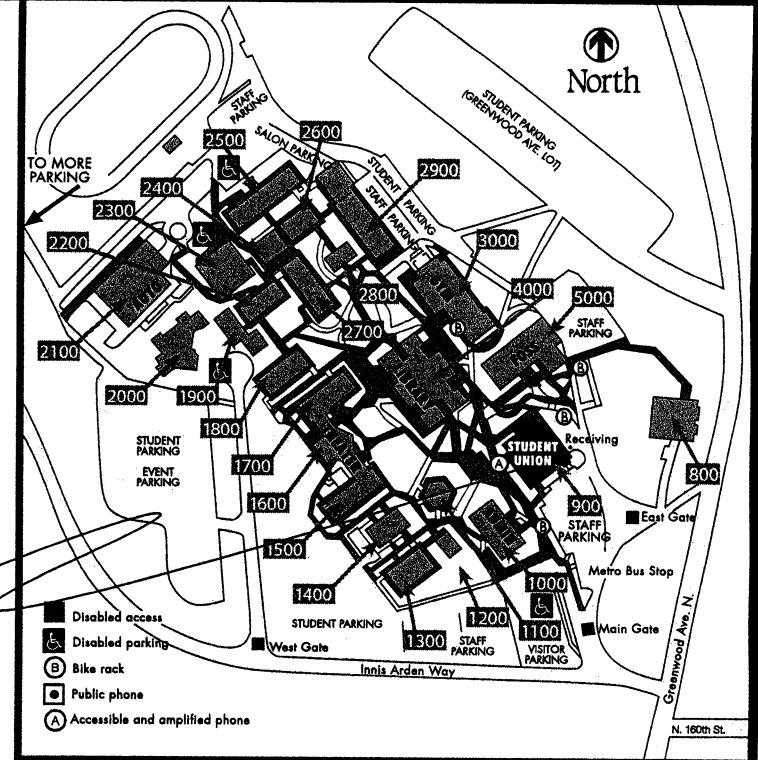 North
STAFF
PARKING
STUDENT PARKING
(GREENWOOD AVE. LOT)
TO MORE
PARKING
SALON PARKING
2500
2600
STUDENT PARKING
STAFF PARKING
2900
2400
2300
2200
3000
2800
4000
5000
STAFF
PARKING
2700
2100
2000
1900
FOSS
B
B
B
1800
STUDENT
PARKING
EVENT
PARKING
1700
STUDENT
UNION
Receiving
A
800
1600
900
STAFF
PARKING
B
East Gate
1500
Metro Bus Stop
1400
1000
1200
1100
1300
STUDENT PARKING
STAFF
PARKING
VISITOR
PARKING
Main Gate
West Gate
Innis Arden Way
Greenwood Ave. N.
N. 160th St.
Disabled access
Disabled parking
B Bike rack
Public phone
A Accessible and amplified phone